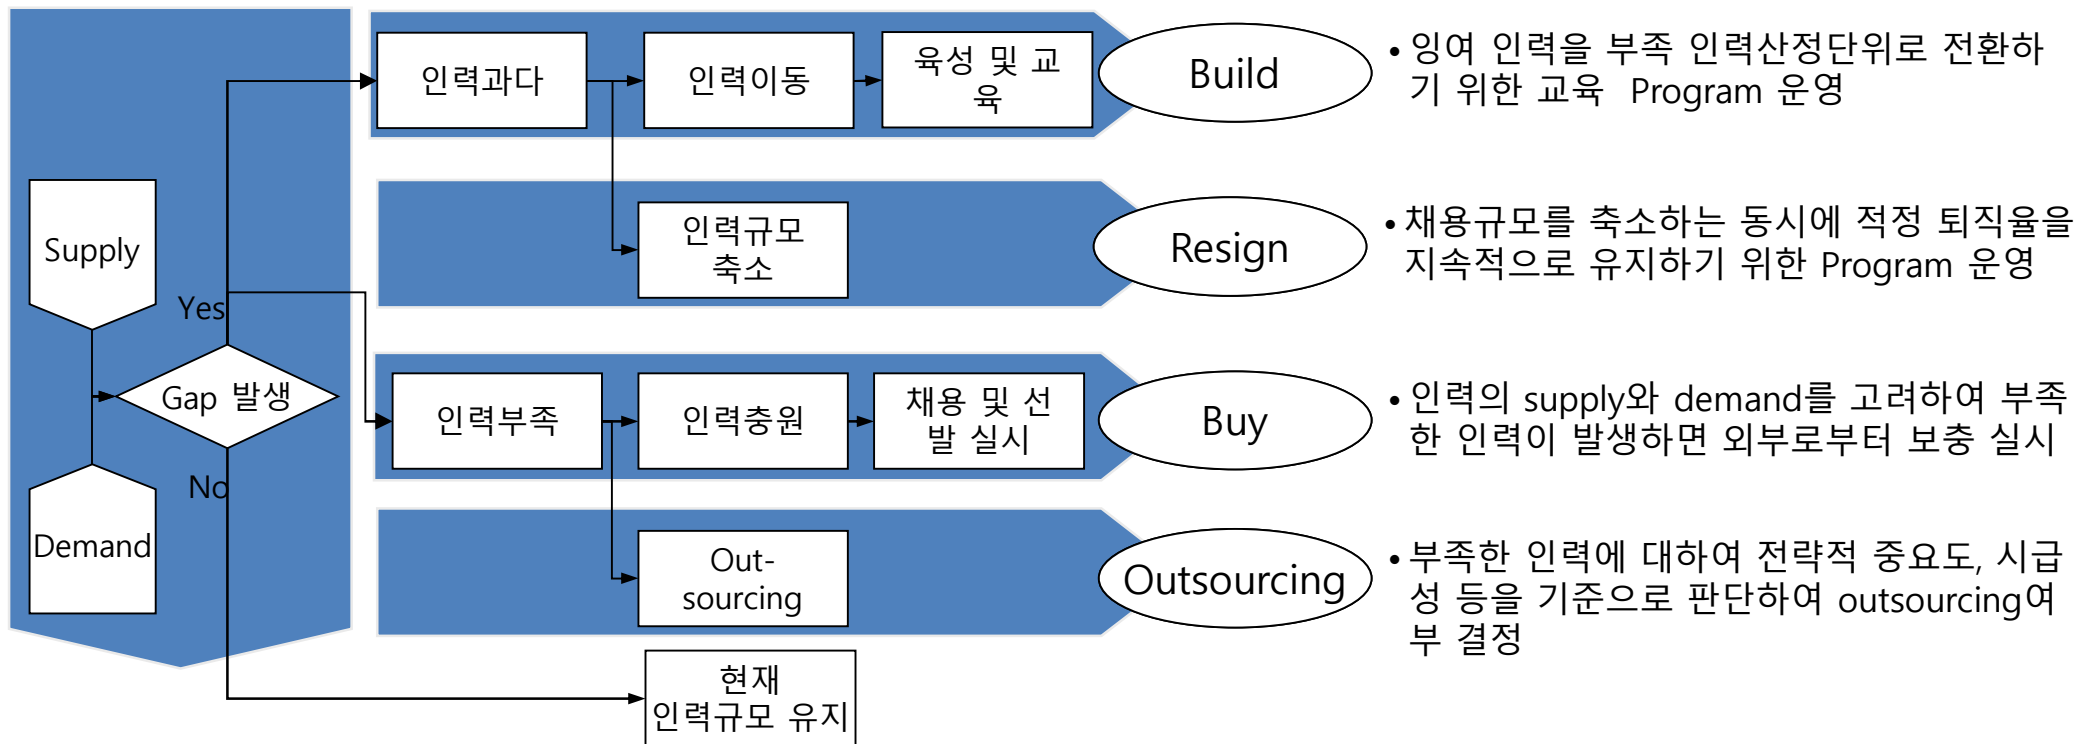 인력과다
인력이동
육성 및 교
육
Build
• 잉여 인력을 부족 인력산정단위로 전환하
기 위한 교육 Program 운영
Supply
인력규모
축소
Resign
• 채용규모를 축소하는 동시에 적정 퇴직율을
지속적으로 유지하기 위한 Program 운영
Yes
Gap 발생
No
인력부족
인력충원
채용 및 선
발 실시
Buy
• 인력의 supply와 demand를 고려하여 부족
한 인력이 발생하면 외부로부터 보충 실시
Demand
Out-
sourcing
Outsourcing
• 부족한 인력에 대하여 전략적 중요도, 시급
성 등을 기준으로 판단하여 outsourcing여
부 결정
현재
인력규모 유지